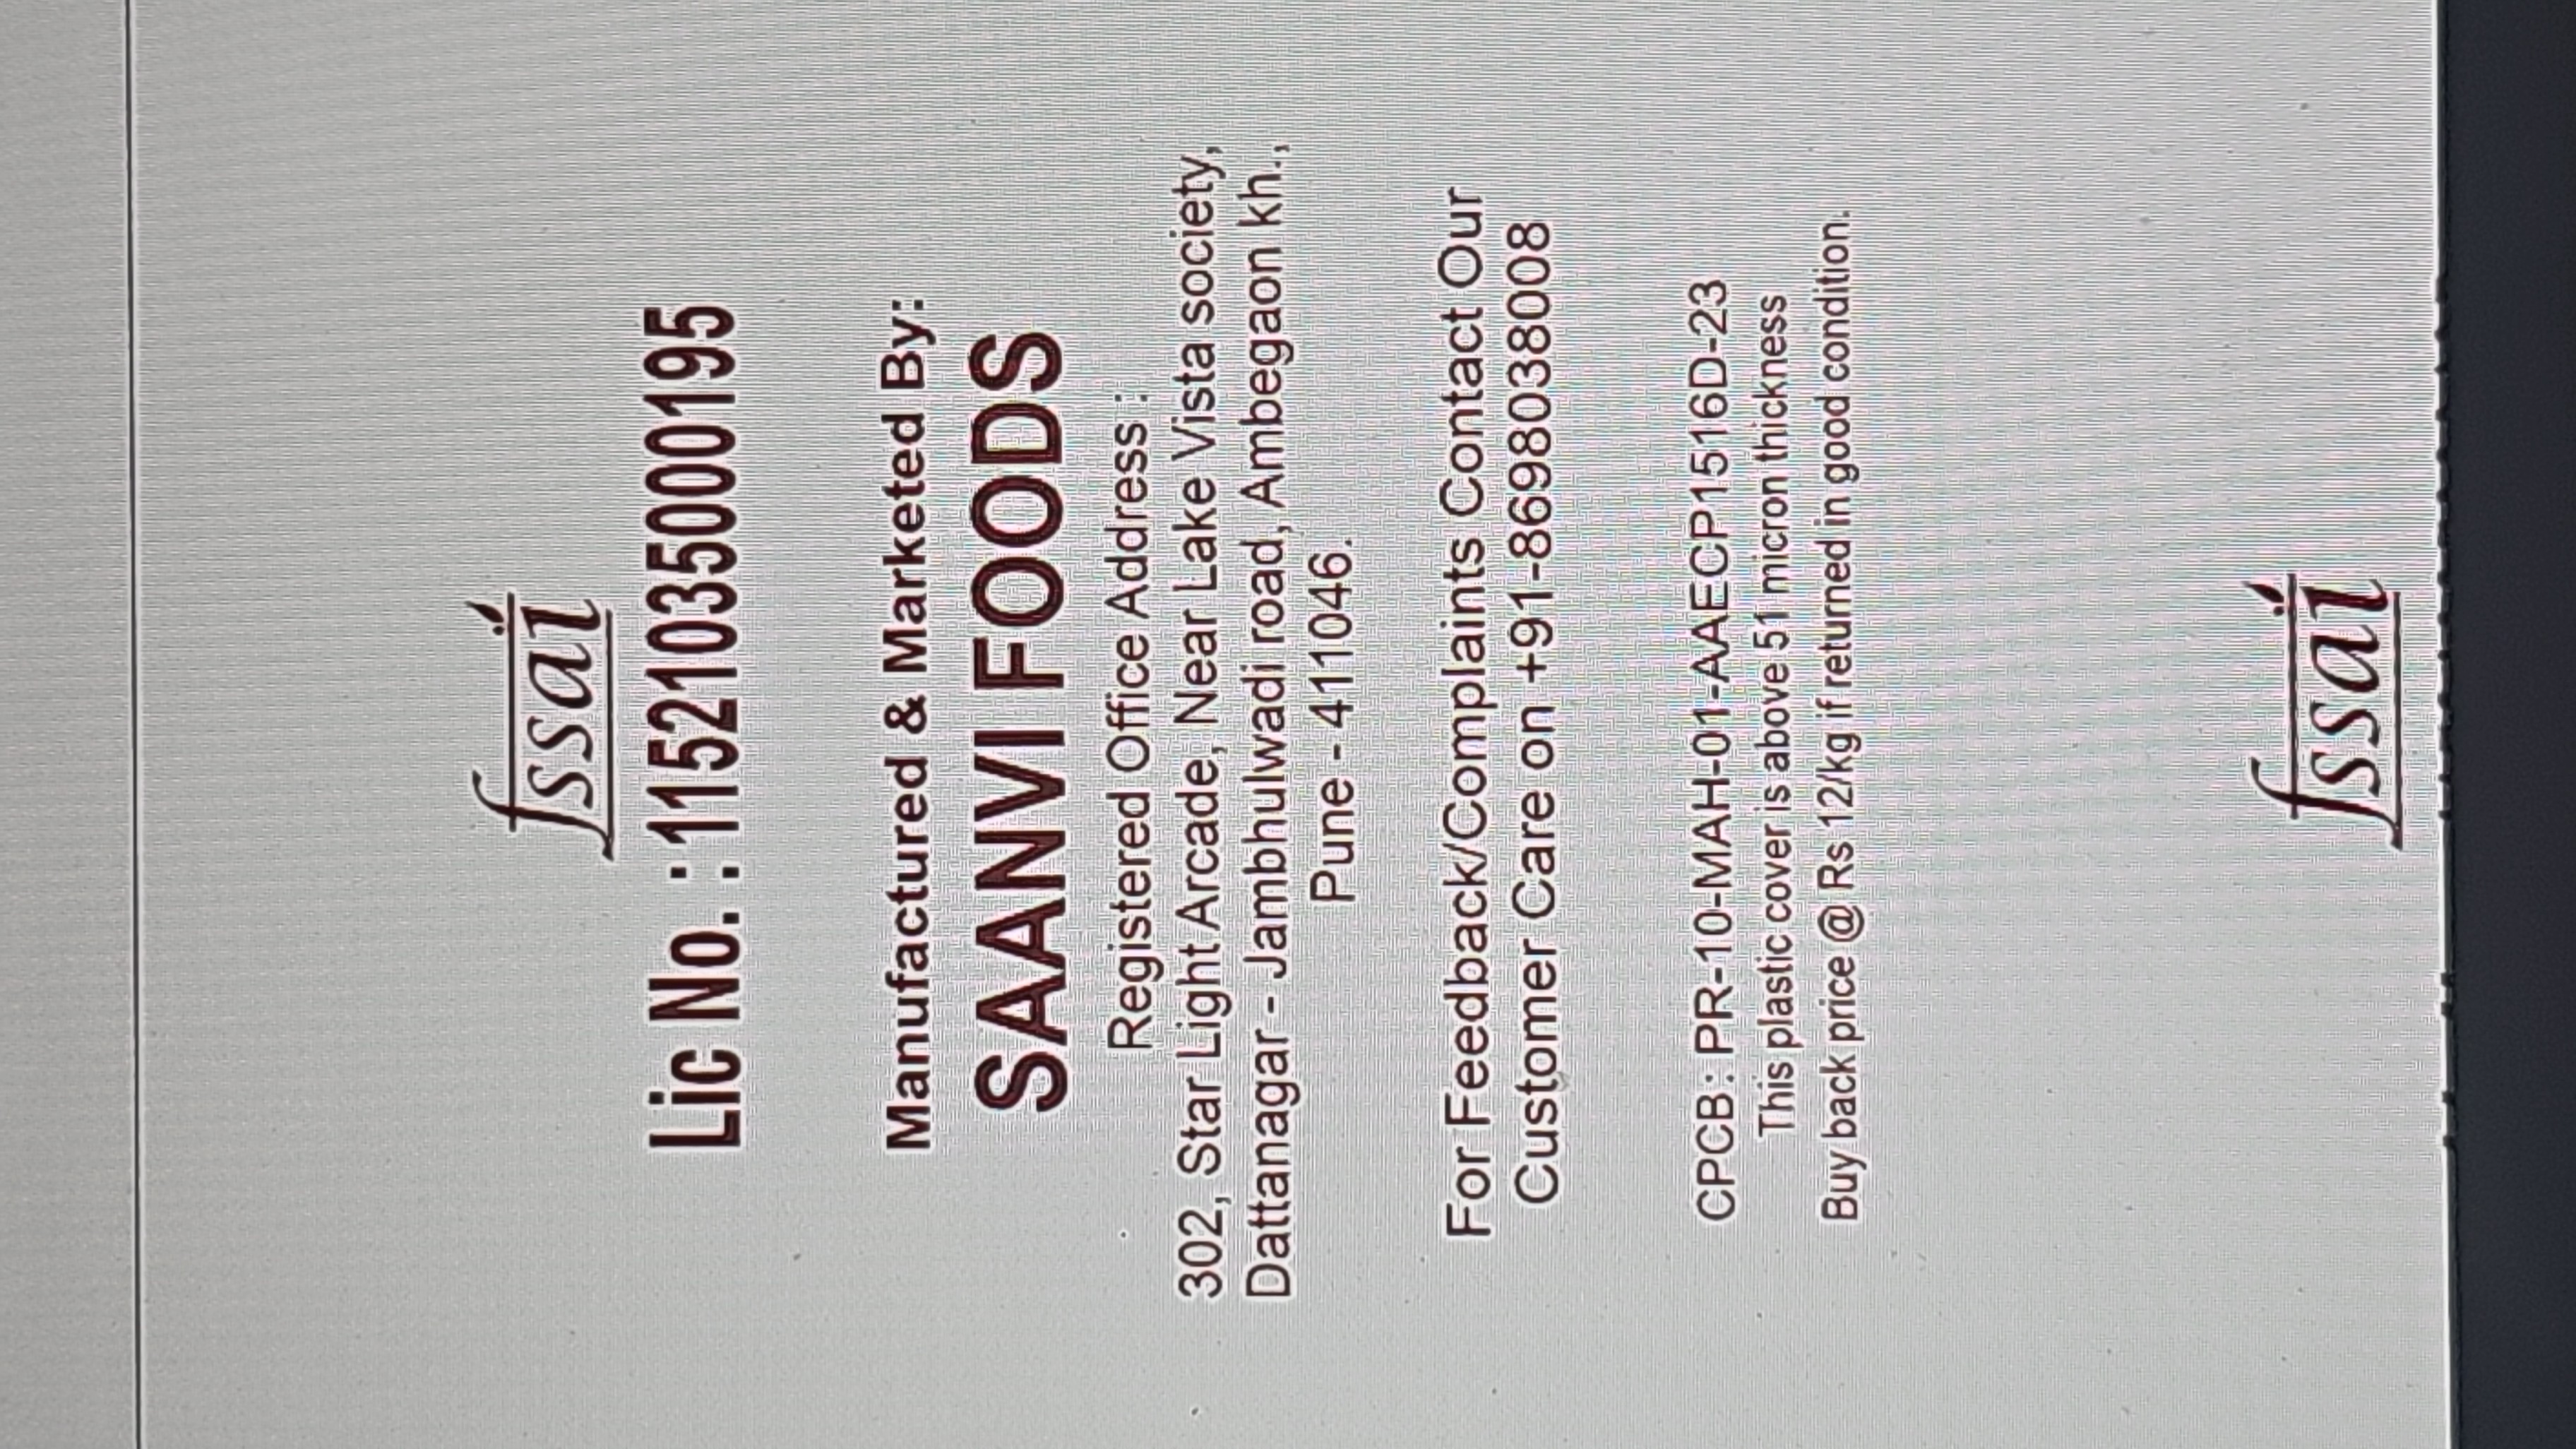 fssai
Lic No. : 11521035000195
Manufactured & Marketed By:
SAANVI FOODS
Registered Office Address :
302, Star Light Arcade, Near Lake Vista society,
Dattanagar - Jambhulwadi road, Ambegaon kh.,
Pune - 411046.
For Feedback/Complaints Contact Our
Customer Care on +91-8698038008
CPCB: PR-10-MAH-01-AAECP1516D-23
This plastic cover is above 51 micron thickness
Buy back price @ Rs 12/kg if returned in good condition.
fssai